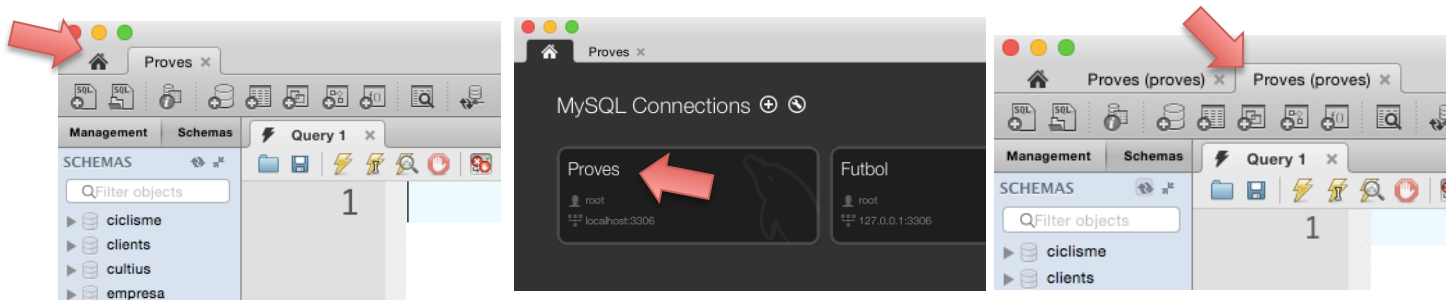 Proves
SQL SQL
Management Schemas
Query 1
SCHEMAS
Filter objects
1
ciclisme
clients
cultius
empresa
Proves
MySQL Connections
Proves
root
localhost:3306
Futbol
root
127.0.0.1:3306
Proves (proves) Proves (proves)
SQL SQL
Management Schemas
Query 1
SCHEMAS
Filter objects
1
ciclisme
clients